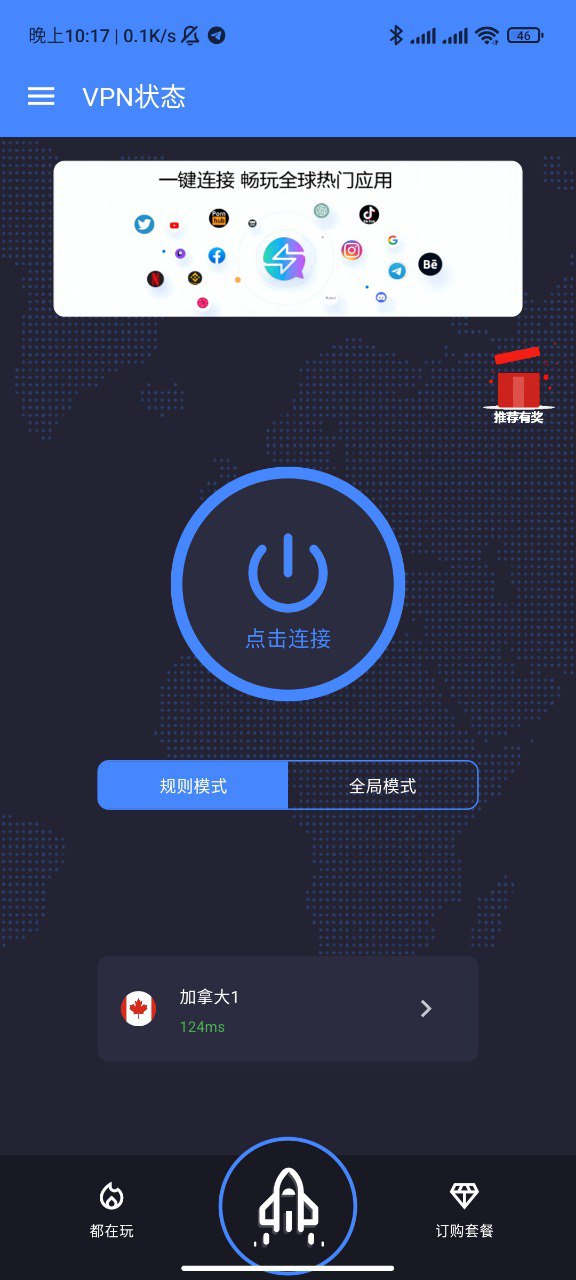 晚上10:17 | 0.1K/s
46
VPN状态
一键连接 畅玩全球热门应用
Porn
hub
TikTok
Bē
推荐有奖
点击连接
规则模式
全局模式
加拿大1
124ms
都在玩
订购套餐